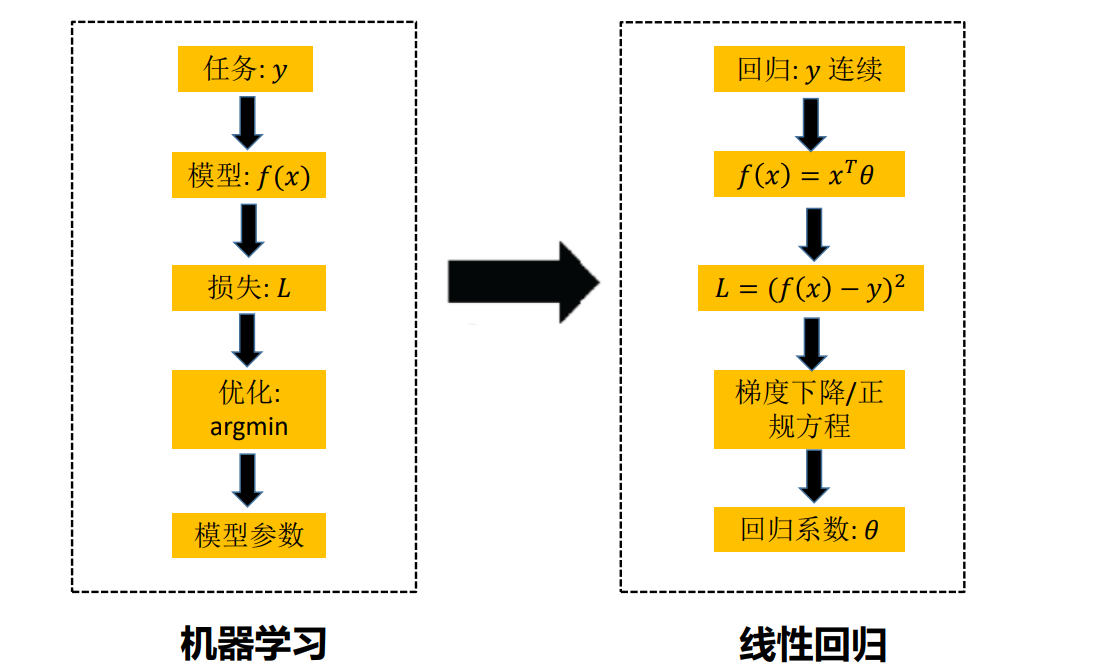 任务: y
模型: f(x)
损失: L
优化:
argmin
模型参数
机器学习
回归: y 连续
f(x) = x^T θ
L = (f(x) − y)²
梯度下降/正
规方程
回归系数: θ
线性回归